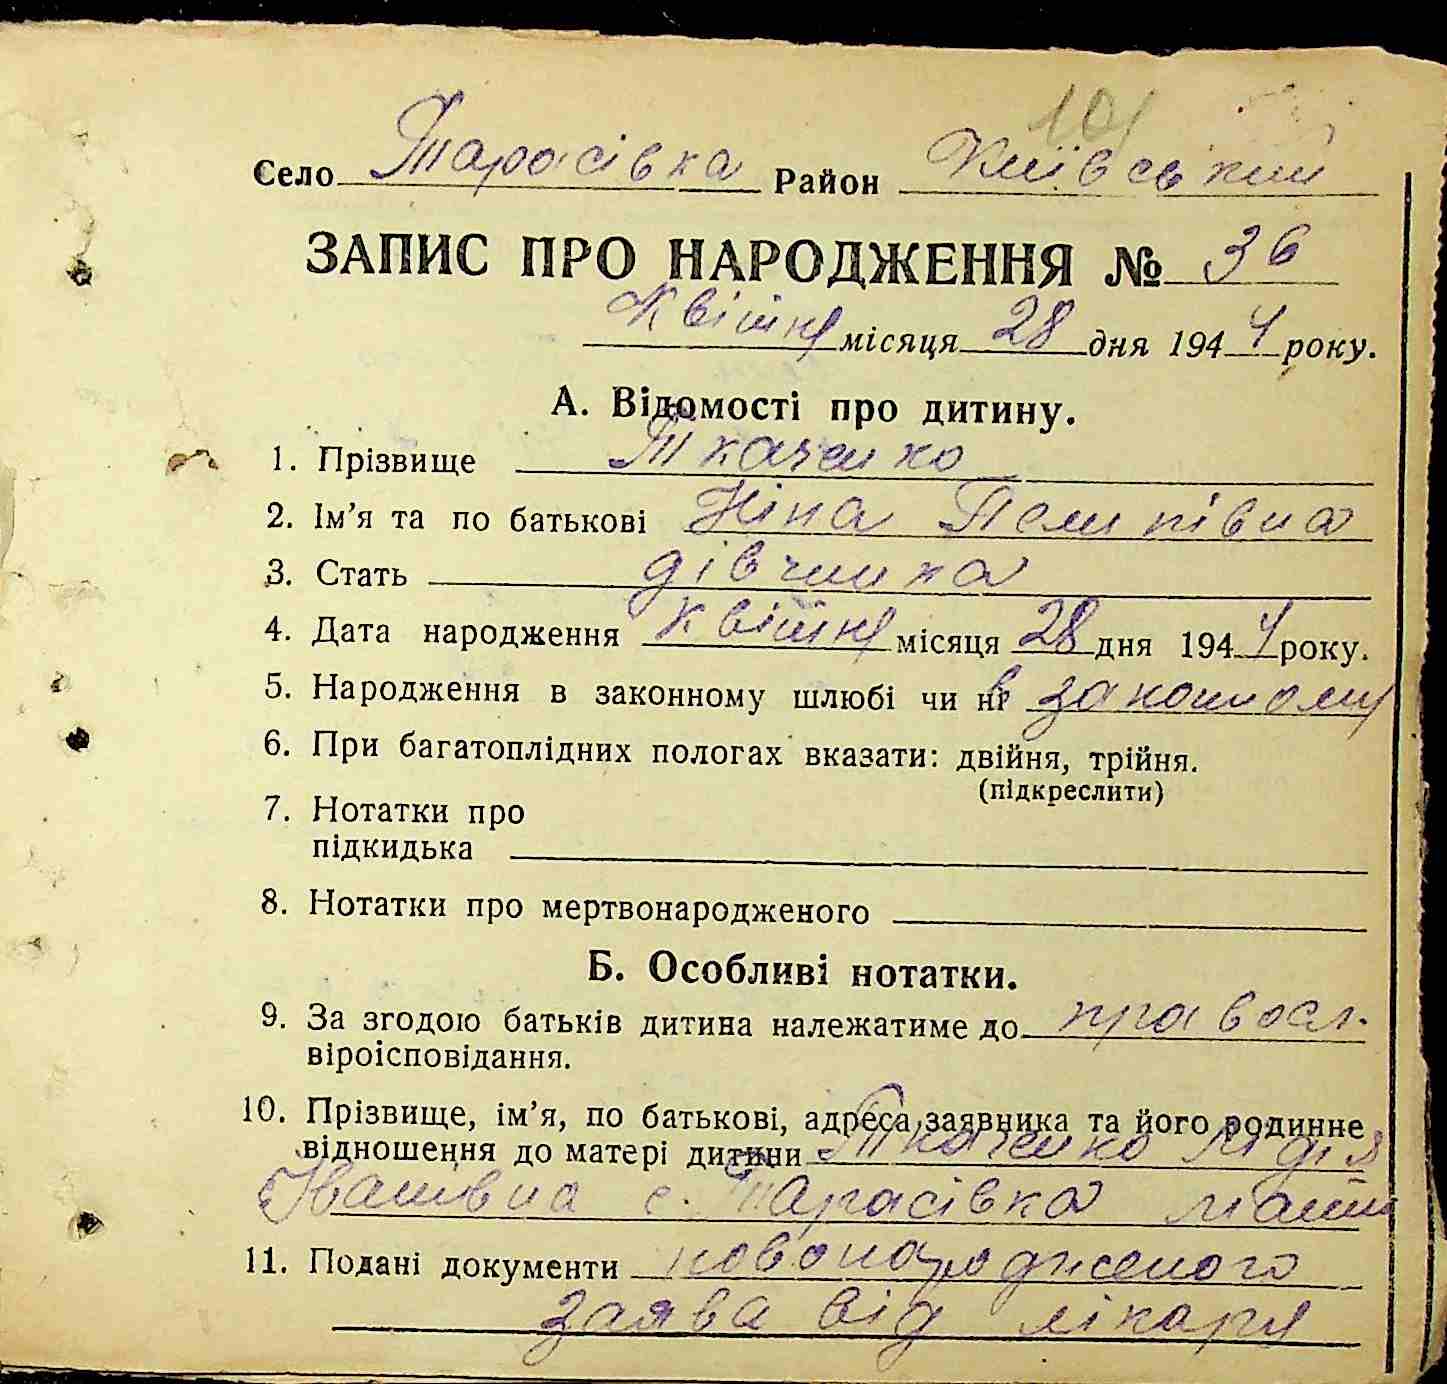 101
Село Тарасівка Район Київський
ЗАПИС ПРО НАРОДЖЕННЯ № 36
Квітня місяця 28 дня 1944 року.
А. Відомості про дитину.
1. Прізвище Ткаченко
2. Ім’я та по батькові Ніна Пелипівна
3. Стать дівчинка
4. Дата народження квітня місяця 28 дня 1944 року.
5. Народження в законному шлюбі чи ні в законному
6. При багатоплідних пологах вказати: двійня, трійня.
(підкреслити)
7. Нотатки про
підкидька
8. Нотатки про мертвонародженого
Б. Особливі нотатки.
9. За згодою батьків дитина належатиме до правосл.
віроісповідання.
10. Прізвище, ім’я, по батькові, адреса заявника та його родинне
відношення до матері дитини Ткаченко Лідія
Іванівна с. Тарасівка мати
11. Подані документи новонародженого
заява від лікаря